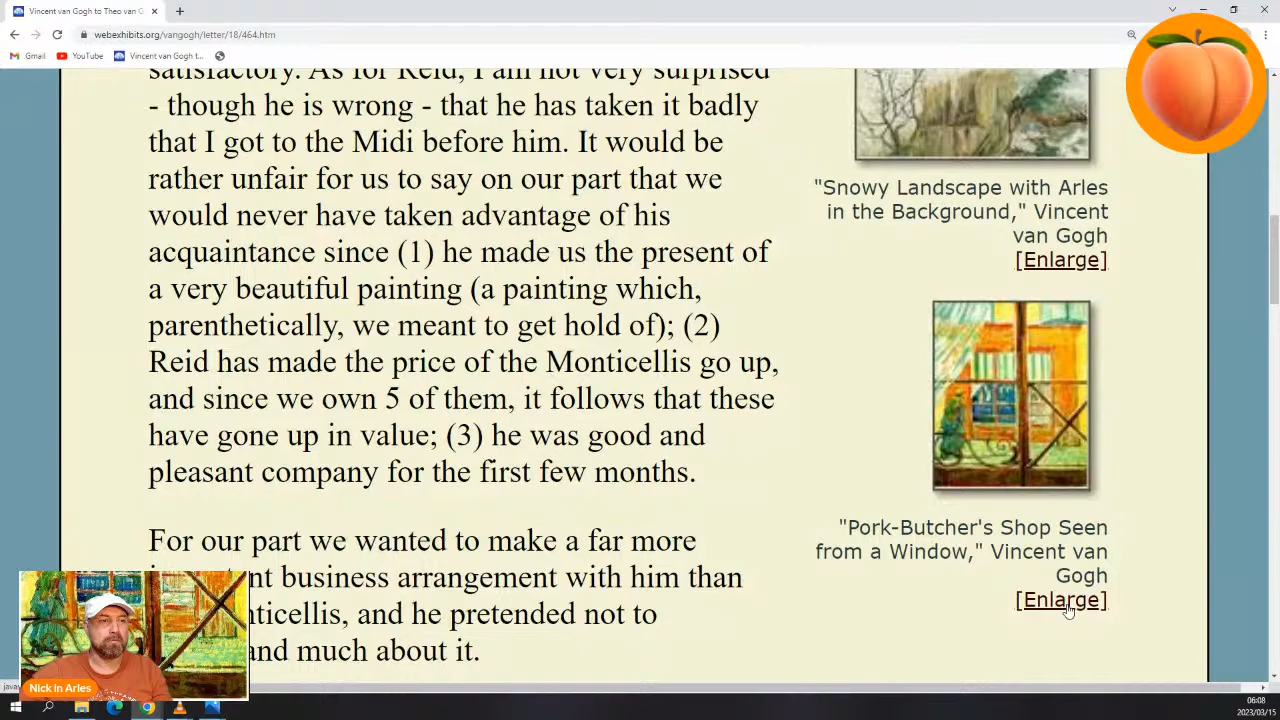 Vincent van Gogh to Theo van G
webexhibits.org/vangogh/letter/18/464.htm
Gmail
YouTube
Vincent van Gogh t...
satisfactory. As for Reid, I am not very surprised
- though he is wrong - that he has taken it badly
that I got to the Midi before him. It would be
rather unfair for us to say on our part that we
would never have taken advantage of his
acquaintance since (1) he made us the present of
a very beautiful painting (a painting which,
parenthetically, we meant to get hold of); (2)
Reid has made the price of the Monticellis go up,
and since we own 5 of them, it follows that these
have gone up in value; (3) he was good and
pleasant company for the first few months.
For our part we wanted to make a far more
business arrangement with him than
and he pretended not to
much about it.
"Snowy Landscape with Arles
in the Background," Vincent
van Gogh
[Enlarge]
"Pork-Butcher's Shop Seen
from a Window," Vincent van
Gogh
[Enlarge]
Nick in Arles
06:08
2023/03/15